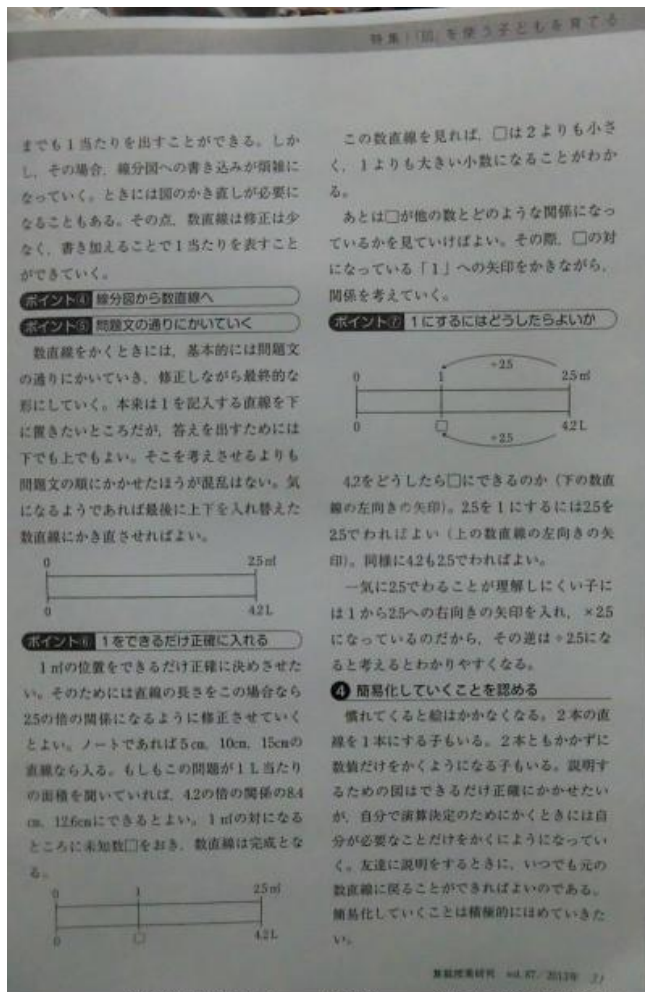 特集!「図」を使う子どもを育てる
までも1当たりを出すことができる。しか
し、その場合、線分図への書き込みが煩雑に
なっていく。ときには図のかき直しが必要に
なることもある。その点、数直線は修正は少
なく、書き加えることで1当たりを表すこと
ができていく。
ポイント④ 線分図から数直線へ
ポイント⑤ 問題文の通りにかいていく
数直線をかくときには、基本的には問題文
の通りにかいていき、修正しながら最終的な
形にしていく。本来は1を記入する直線を下
に置きたいところだが、答えを出すためには
下でも上でもよい。そこを考えさせるよりも
問題文の順にかかせたほうが混乱はない。気
になるようであれば最後に上下を入れ替えた
数直線にかき直させればよい。
0 2.5㎡
0 4.2L
ポイント⑥ 1をできるだけ正確に入れる
1㎡の位置をできるだけ正確に決めさせた
い。そのためには直線の長さをこの場合なら
2.5の倍の関係になるように修正させていく
とよい。ノートであれば5㎝、10㎝、15㎝の
直線なら入る。もしもこの問題が1L当たり
の面積を聞いていれば、4.2の倍の関係の8.4
㎝、12.6㎝にできるとよい。1㎡の対になる
ところに未知数□をおき、数直線は完成とな
る。
0 1 2.5㎡
0 □ 4.2L
この数直線を見れば、□は2よりも小さ
く、1よりも大きい小数になることがわか
る。
あとは□が他の数とどのような関係になっ
ているかを見ていけばよい。その際、□の対
になっている「1」への矢印をかきながら、
関係を考えていく。
ポイント⑦ 1にするにはどうしたらよいか
÷2.5
0 1 2.5㎡
0 □ 4.2L
÷2.5
4.2をどうしたら□にできるのか(下の数直
線の左向きの矢印)。2.5を1にするには2.5を
2.5でわればよい(上の数直線の左向きの矢
印)。同様に4.2も2.5でわればよい。
一気に2.5でわることが理解しにくい子に
は1から2.5への右向きの矢印を入れ、×2.5
になっているのだから、その逆は÷2.5にな
ると考えるとわかりやすくなる。
❹ 簡易化していくことを認める
慣れてくると絵はかかなくなる。2本の直
線を1本にする子もいる。2本ともかかずに
数値だけをかくようになる子もいる。説明す
るための図はできるだけ正確にかかせたい
が、自分で演算決定のためにかくときには自
分が必要なことだけをかくにようになってい
く。友達に説明をするときに、いつでも元の
数直線に戻ることができればよいのである。
簡易化していくことは積極的にほめていきた
い。
算数授業研究 vol. 87/2013年 21